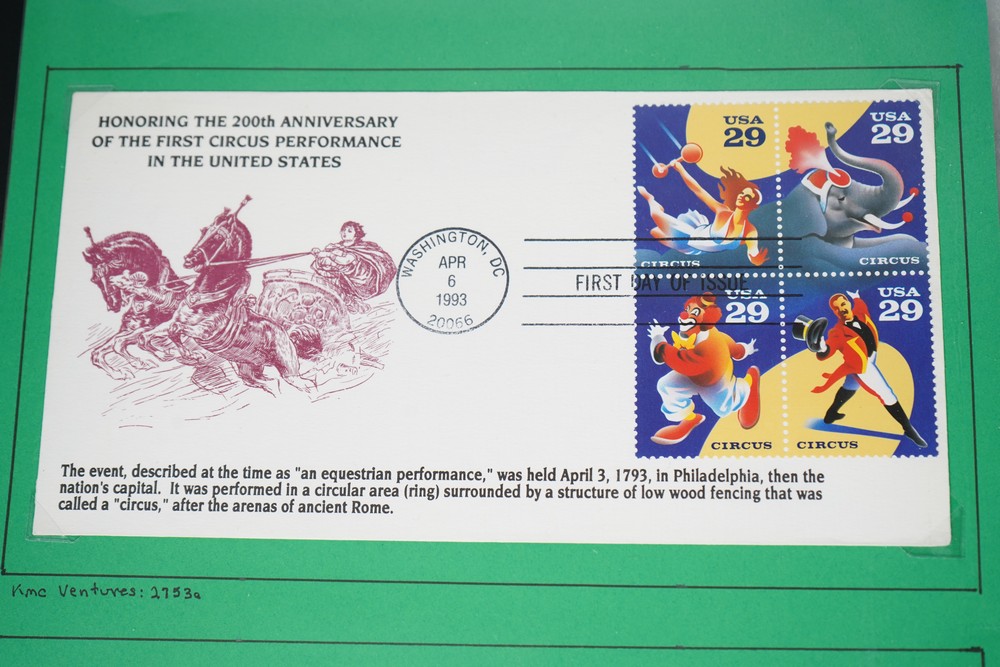 HONORING THE 200th ANNIVERSARY
OF THE FIRST CIRCUS PERFORMANCE
IN THE UNITED STATES
WASHINGTON, DC
APR
6
1993
20066
FIRST DAY OF ISSUE
USA
29
CIRCUS
USA
29
CIRCUS
USA
29
CIRCUS
USA
29
CIRCUS
The event, described at the time as "an equestrian performance," was held April 3, 1793, in Philadelphia, then the
nation's capital. It was performed in a circular area (ring) surrounded by a structure of low wood fencing that was
called a "circus," after the arenas of ancient Rome.
Kmc Ventures: 2753a